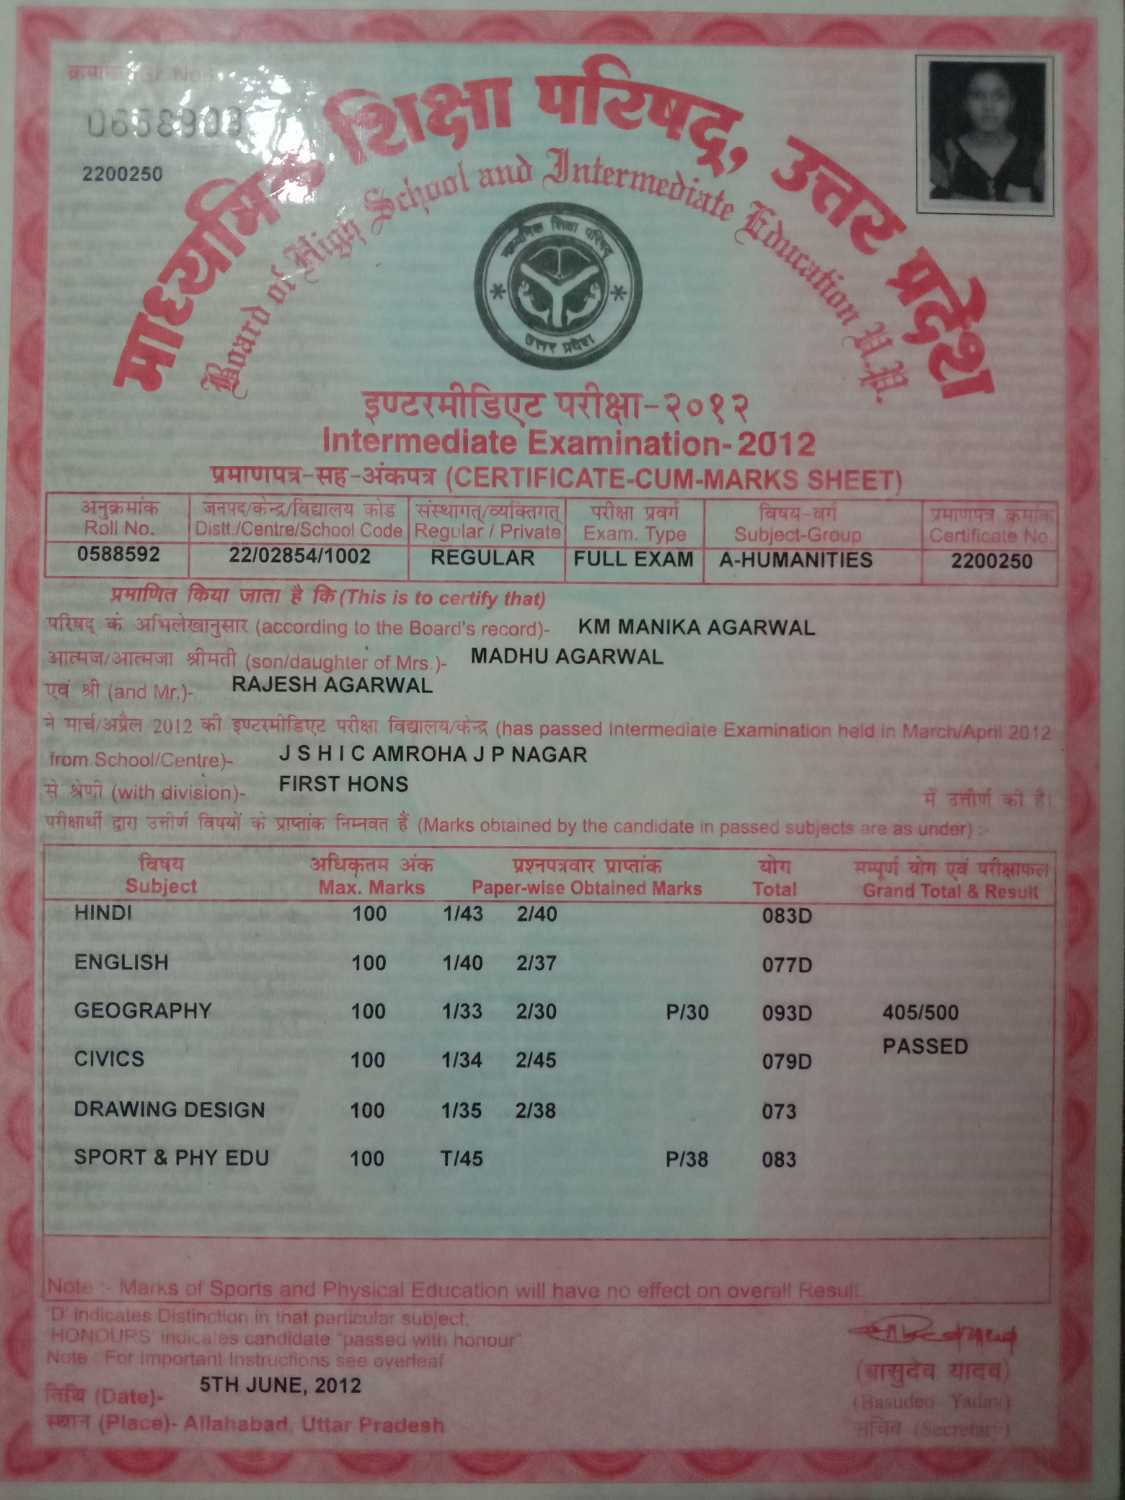 क्रमांक Sr. No.
2200250
माध्यमिक शिक्षा परिषद्, उत्तर प्रदेश
Board of High School and Intermediate Education U.P.
माध्यमिक शिक्षा परिषद्
उत्तर प्रदेश
इण्टरमीडिएट परीक्षा-२०१२
Intermediate Examination-2012
प्रमाणपत्र-सह-अंकपत्र (CERTIFICATE-CUM-MARKS SHEET)
अनुक्रमांक जनपद/केन्द्र/विद्यालय कोड संस्थागत्/व्यक्तिगत् परीक्षा प्रवर्ग विषय-वर्ग प्रमाणपत्र क्रमांक
Roll No. Distt./Centre/School Code Regular / Private Exam. Type Subject-Group Certificate No.
0588592 22/02854/1002 REGULAR FULL EXAM A-HUMANITIES 2200250
प्रमाणित किया जाता है कि (This is to certify that)
परिषद् के अभिलेखानुसार (according to the Board's record)- KM MANIKA AGARWAL
आत्मज/आत्मजा श्रीमती (son/daughter of Mrs.)- MADHU AGARWAL
एवं श्री (and Mr.)- RAJESH AGARWAL
ने मार्च/अप्रैल 2012 की इण्टरमीडिएट परीक्षा विद्यालय/केन्द्र (has passed Intermediate Examination held in March/April 2012
from School/Centre)- J S H I C AMROHA J P NAGAR
से श्रेणी (with division)- FIRST HONS में उत्तीर्ण की है।
परीक्षार्थी द्वारा उत्तीर्ण विषयों के प्राप्तांक निम्नवत हैं (Marks obtained by the candidate in passed subjects are as under) :-
विषय अधिकतम अंक प्रश्नपत्रवार प्राप्तांक योग सम्पूर्ण योग एवं परीक्षाफल
Subject Max. Marks Paper-wise Obtained Marks Total Grand Total & Result
HINDI 100 1/43 2/40 083D
ENGLISH 100 1/40 2/37 077D
GEOGRAPHY 100 1/33 2/30 P/30 093D 405/500
CIVICS 100 1/34 2/45 079D PASSED
DRAWING DESIGN 100 1/35 2/38 073
SPORT & PHY EDU 100 T/45 P/38 083
Note :- Marks of Sports and Physical Education will have no effect on overall Result.
'D' indicates Distinction in that particular subject.
'HONOURS' indicates candidate "passed with honour"
Note : For Important Instructions see overleaf
तिथि (Date)- 5TH JUNE, 2012
स्थान (Place)- Allahabad, Uttar Pradesh
(बासुदेव यादव)
(Basudeo Yadav)
सचिव (Secretary)